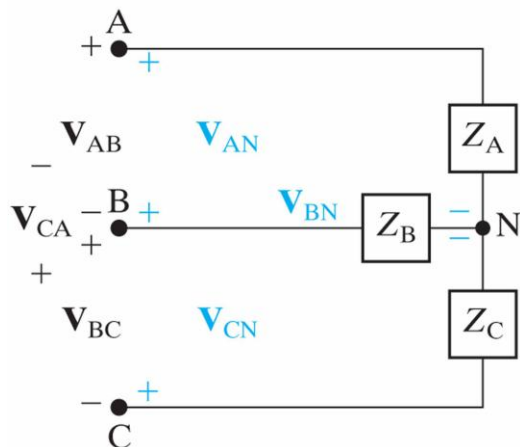 A
+ +
V_AB V_AN Z_A
−
B
− + V_BN − N
V_CA Z_B
+ −
+
V_BC V_CN Z_C
− +
C